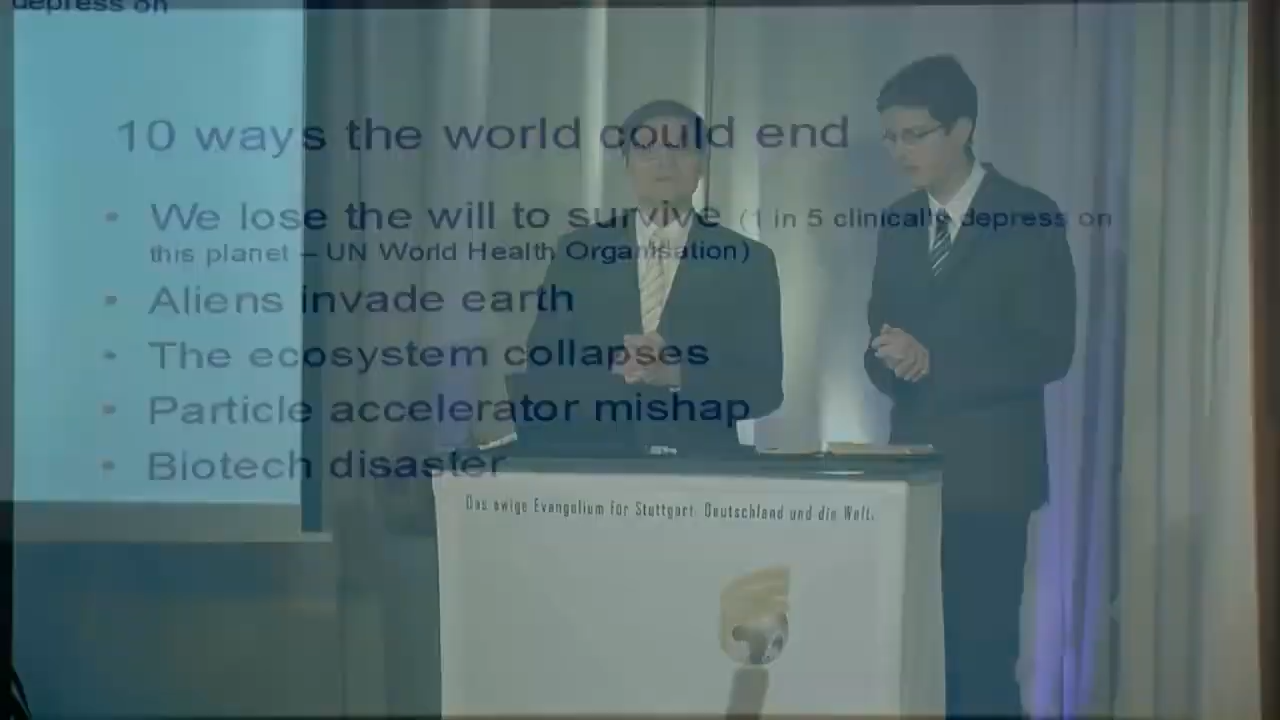 depress on
10 ways the world could end
• We lose the will to survive (1 in 5 clinical's depress on
this planet – UN World Health Organisation)
• Aliens invade earth
• The ecosystem collapses
• Particle accelerator mishap
• Biotech disaster
Das ewige Evangelium für Stuttgart, Deutschland und die Welt.